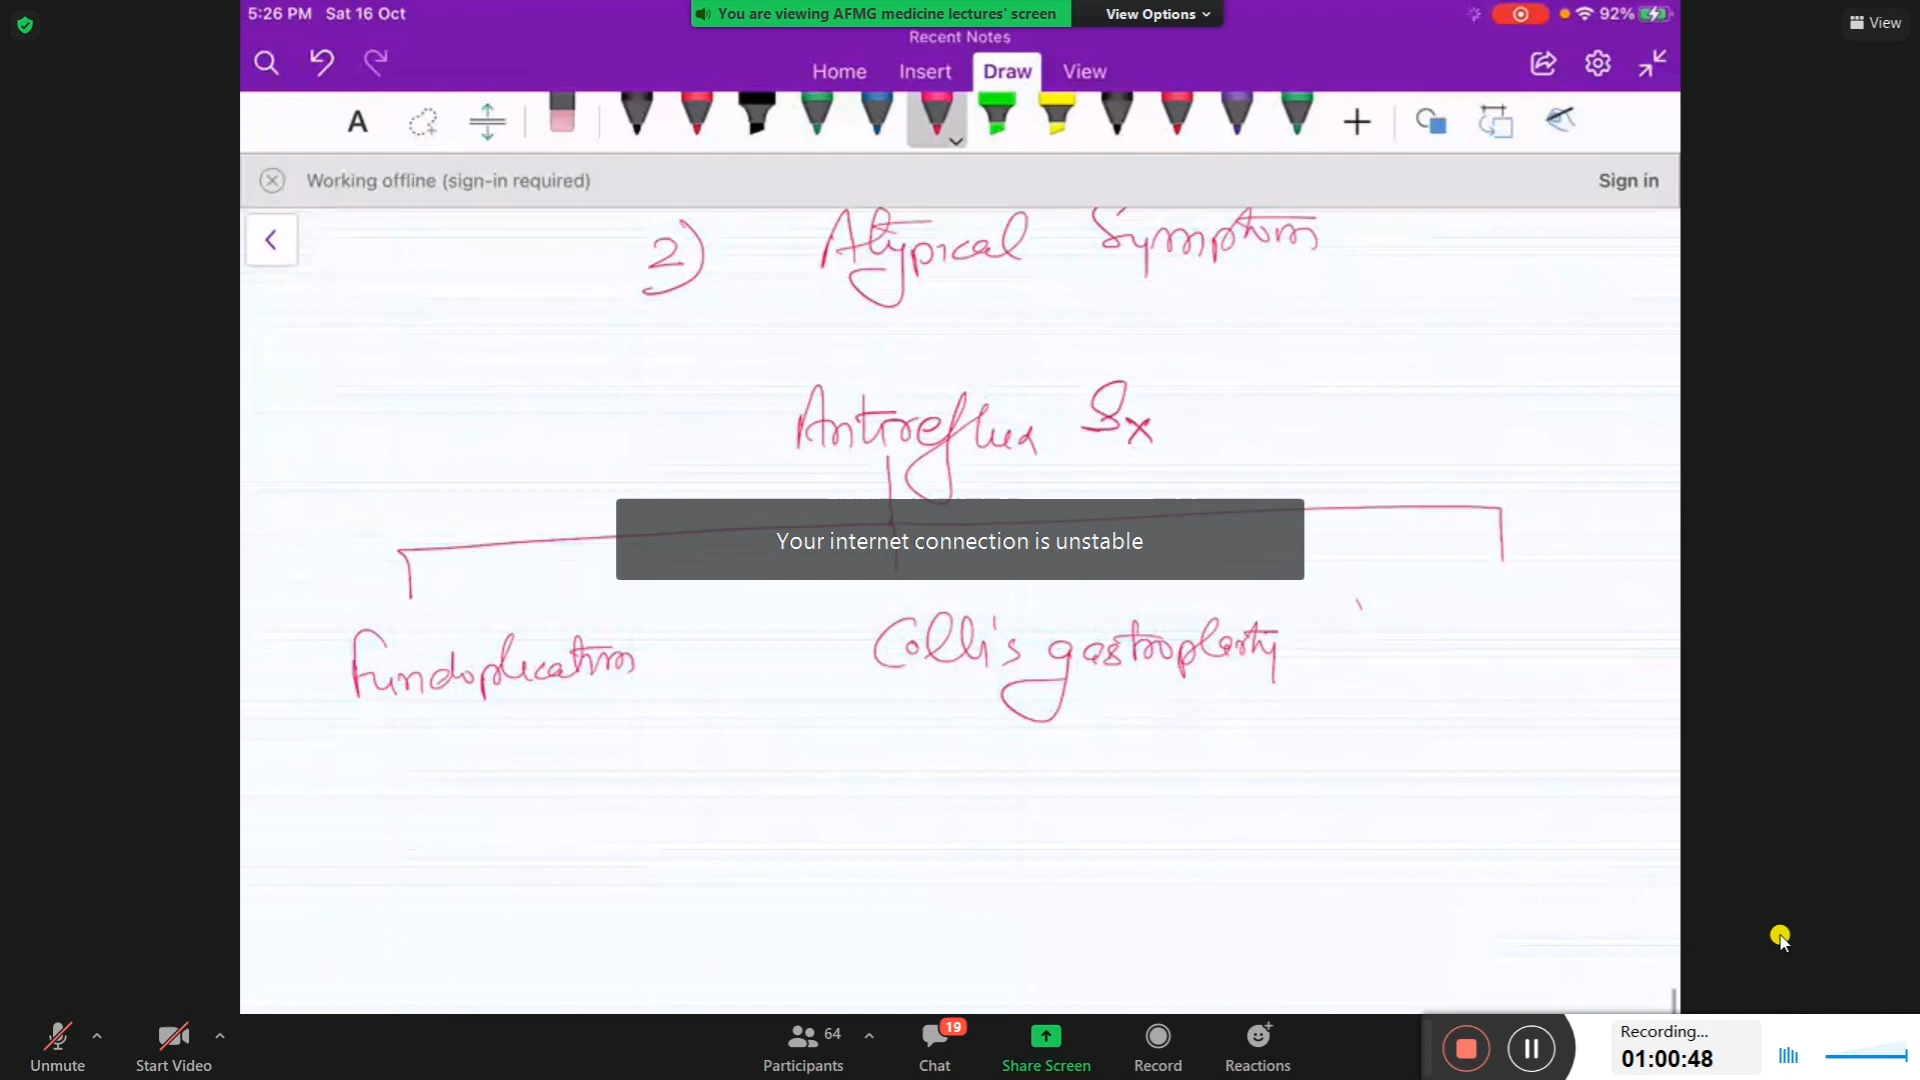 5:26 PM Sat 16 Oct
You are viewing AFMG medicine lectures' screen
View Options
92%
View
Recent Notes
Home Insert Draw View
A
Working offline (sign-in required)
Sign in
2) Atypical Symptom
Antireflux Sx
Your internet connection is unstable
Fundoplication Colli's gastroplasty
Unmute
Start Video
64
Participants
19
Chat
Share Screen
Record
Reactions
Recording...
01:00:48